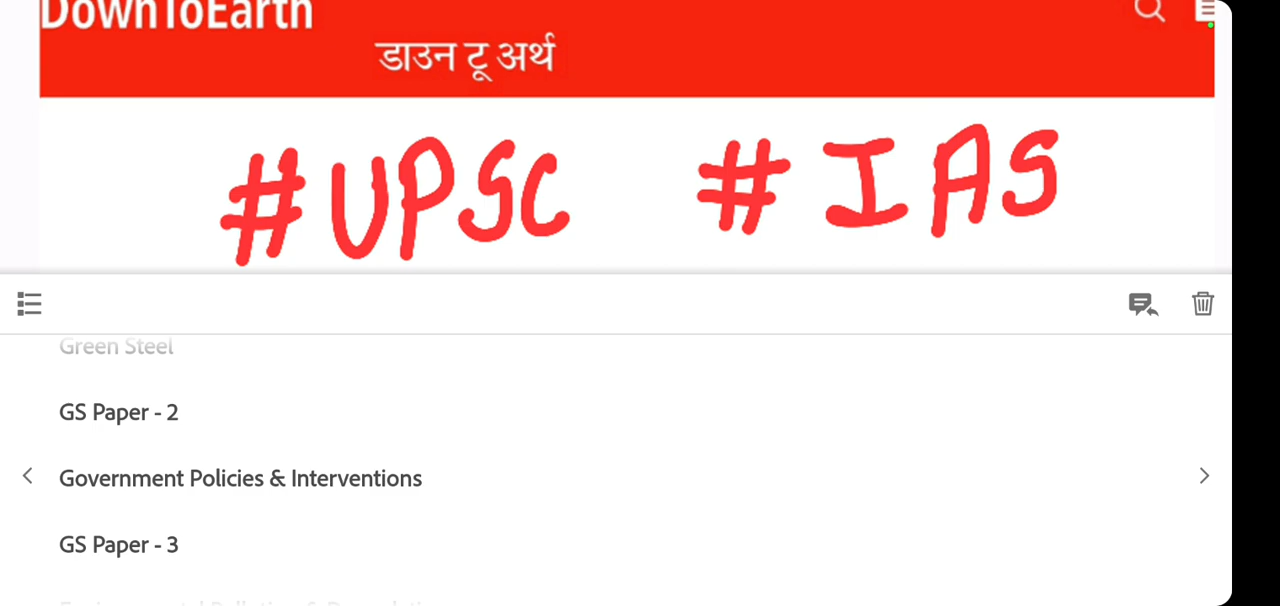 DownToEarth
डाउन टू अर्थ
#UPSC #IAS
Green Steel
GS Paper - 2
Government Policies & Interventions
GS Paper - 3